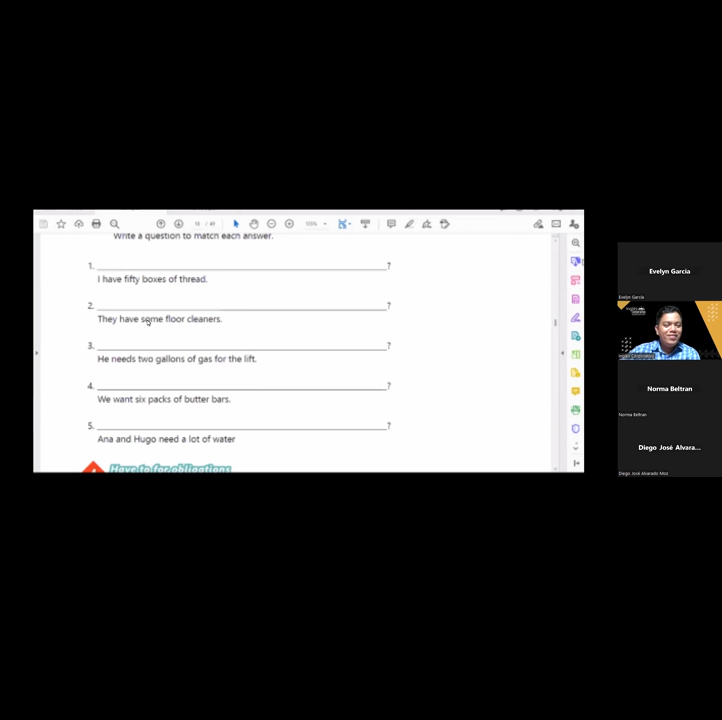 18 / 49
Write a question to match each answer.
1. ?
I have fifty boxes of thread.
2. ?
They have some floor cleaners.
3. ?
He needs two gallons of gas for the lift.
4. ?
We want six packs of butter bars.
5. ?
Ana and Hugo need a lot of water
Have to for obligations
Evelyn Garcia
Evelyn Garcia
Norma Beltran
Norma Beltran
Diego José Alvara...
Diego José Alvarado Moz